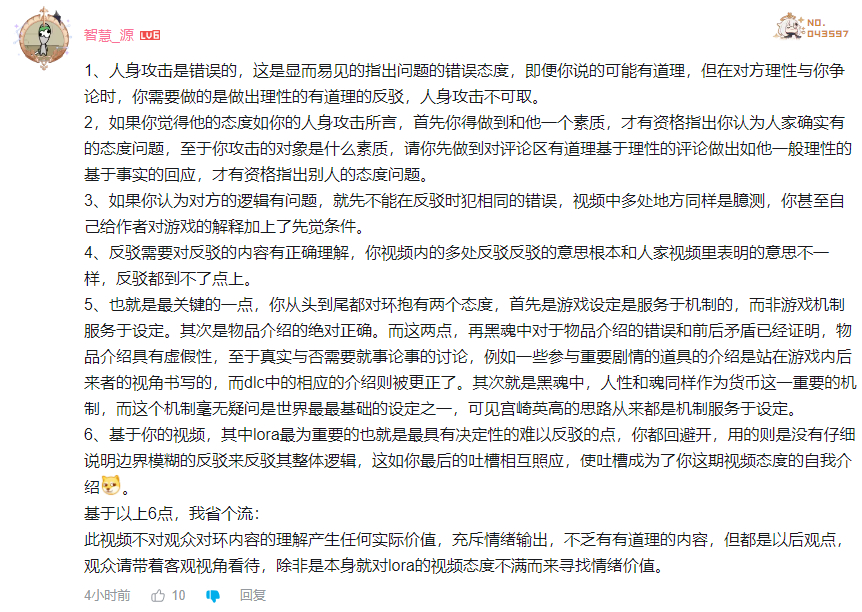 智慧_源 LV6
NO.
043597
1、人身攻击是错误的，这是显而易见的指出问题的错误态度，即便你说的可能有道理，但在对方理性与你争
论时，你需要做的是做出理性的有道理的反驳，人身攻击不可取。
2，如果你觉得他的态度如你的人身攻击所言，首先你得做到和他一个素质，才有资格指出你认为人家确实有
的态度问题，至于你攻击的对象是什么素质，请你先做到对评论区有道理基于理性的评论做出如他一般理性的
基于事实的回应，才有资格指出别人的态度问题。
3、如果你认为对方的逻辑有问题，就先不能在反驳时犯相同的错误，视频中多处地方同样是臆测，你甚至自
己给作者对游戏的解释加上了先觉条件。
4、反驳需要对反驳的内容有正确理解，你视频内的多处反驳反驳的意思根本和人家视频里表明的意思不一
样，反驳都到不了点上。
5、也就是最关键的一点，你从头到尾都对环抱有两个态度，首先是游戏设定是服务于机制的，而非游戏机制
服务于设定。其次是物品介绍的绝对正确。而这两点，再黑魂中对于物品介绍的错误和前后矛盾已经证明，物
品介绍具有虚假性，至于真实与否需要就事论事的讨论，例如一些参与重要剧情的道具的介绍是站在游戏内后
来者的视角书写的，而dlc中的相应的介绍则被更正了。其次就是黑魂中，人性和魂同样作为货币这一重要的机
制，而这个机制毫无疑问是世界最最基础的设定之一，可见宫崎英高的思路从来都是机制服务于设定。
6、基于你的视频，其中lora最为重要的也就是最具有决定性的难以反驳的点，你都回避开，用的则是没有仔细
说明边界模糊的反驳来反驳其整体逻辑，这如你最后的吐槽相互照应，使吐槽成为了你这期视频态度的自我介
绍。
基于以上6点，我省个流：
此视频不对观众对环内容的理解产生任何实际价值，充斥情绪输出，不乏有有道理的内容，但都是以后观点，
观众请带着客观视角看待，除非是本身就对lora的视频态度不满而来寻找情绪价值。
4小时前 10 回复